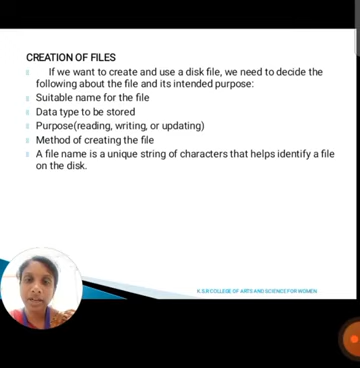 CREATION OF FILES
If we want to create and use a disk file, we need to decide the
following about the file and its intended purpose:
Suitable name for the file
Data type to be stored
Purpose(reading, writing, or updating)
Method of creating the file
A file name is a unique string of characters that helps identify a file
on the disk.
K.S.R COLLEGE OF ARTS AND SCIENCE FOR WOMEN